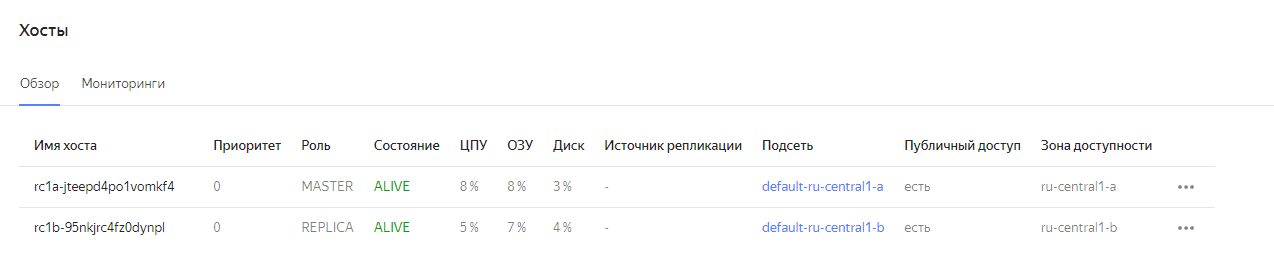 Хосты
Обзор Мониторинги
Имя хоста Приоритет Роль Состояние ЦПУ ОЗУ Диск Источник репликации Подсеть Публичный доступ Зона доступности
rc1a-jteepd4po1vomkf4 0 MASTER ALIVE 8 % 8 % 3 % - default-ru-central1-a есть ru-central1-a
rc1b-95nkjrc4fz0dynpl 0 REPLICA ALIVE 5 % 7 % 4 % - default-ru-central1-b есть ru-central1-b